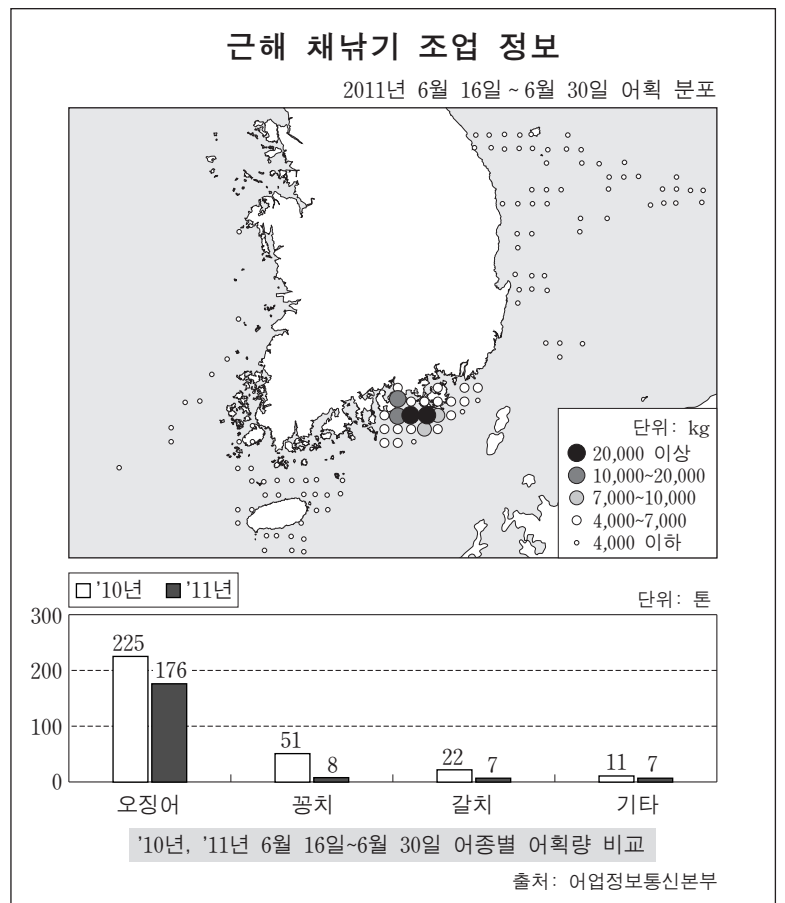 근해 채낚기 조업 정보
2011년 6월 16일~6월 30일 어획 분포
단위: kg
20,000 이상
10,000~20,000
7,000~10,000
4,000~7,000
4,000 이하
'10년 '11년
단위: 톤
300
200
100
0
225
176
51
8
22
7
11
7
오징어 꽁치 갈치 기타
'10년, '11년 6월 16일~6월 30일 어종별 어획량 비교
출처: 어업정보통신본부